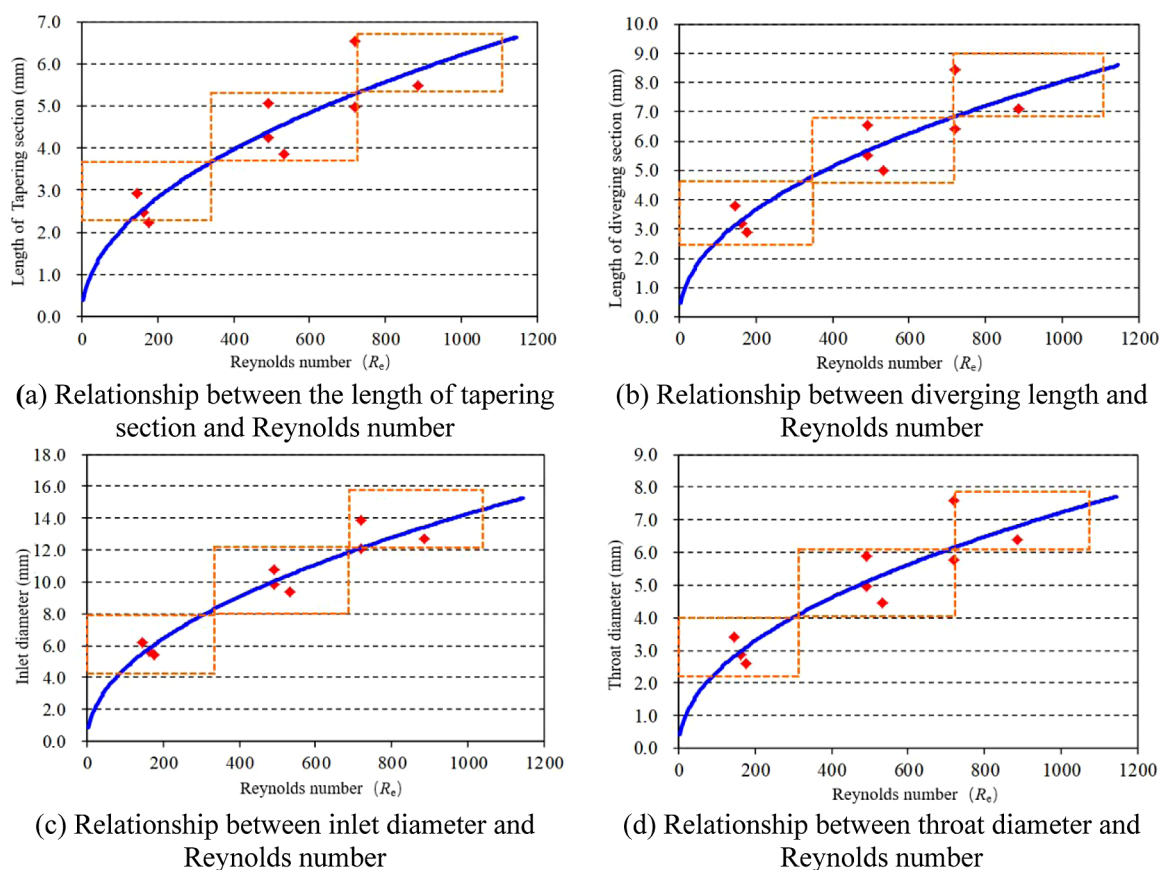 Length of Tapering section (mm)
7.0
6.0
5.0
4.0
3.0
2.0
1.0
0.0
0 200 400 600 800 1000 1200
Reynolds number (Re)
(a) Relationship between the length of tapering
section and Reynolds number
Length of diverging section (mm)
10.0
9.0
8.0
7.0
6.0
5.0
4.0
3.0
2.0
1.0
0.0
0 200 400 600 800 1000 1200
Reynolds number (Re)
(b) Relationship between diverging length and
Reynolds number
Inlet diameter (mm)
18.0
16.0
14.0
12.0
10.0
8.0
6.0
4.0
2.0
0.0
0 200 400 600 800 1000 1200
Reynolds number (Re)
(c) Relationship between inlet diameter and
Reynolds number
Throat diameter (mm)
9.0
8.0
7.0
6.0
5.0
4.0
3.0
2.0
1.0
0.0
0 200 400 600 800 1000 1200
Reynolds number (Re)
(d) Relationship between throat diameter and
Reynolds number